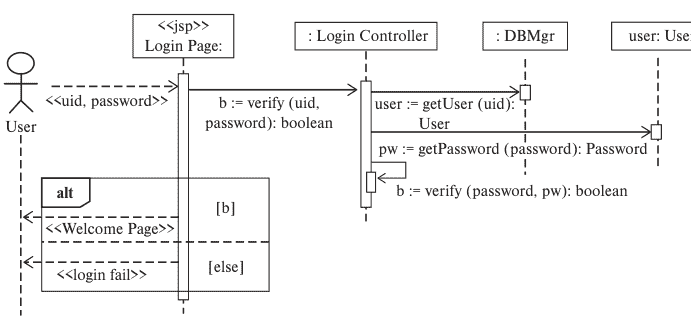 <<jsp>>
Login Page:
: Login Controller
: DBMgr
user: User
<<uid, password>>
User
b := verify (uid,
password): boolean
user := getUser (uid):
User
pw := getPassword (password): Password
b := verify (password, pw): boolean
alt
[b]
<<Welcome Page>>
[else]
<<login fail>>